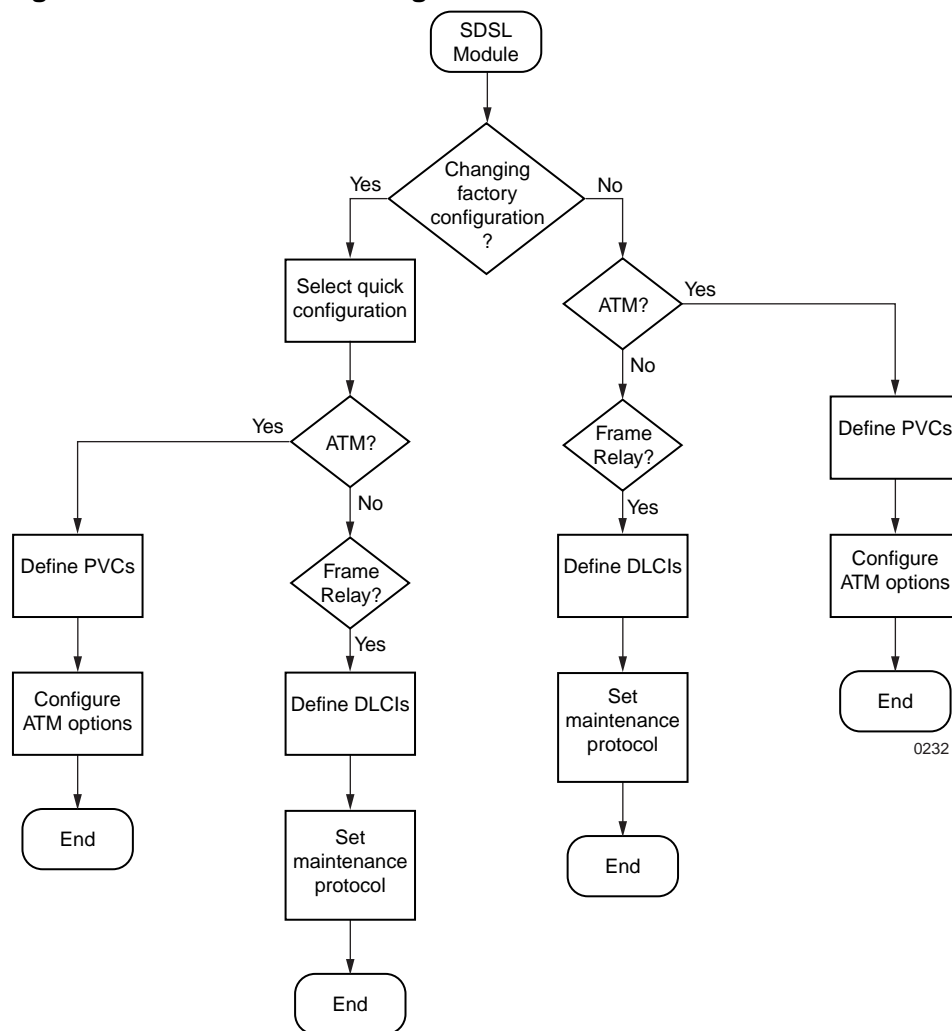 SDSL
Module
Changing
factory
configuration
?
Yes
No
Select quick
configuration
ATM?
Yes
No
ATM?
Yes
No
Frame
Relay?
Yes
Define PVCs
Define PVCs
Frame
Relay?
Yes
Define DLCIs
Configure
ATM options
Configure
ATM options
Define DLCIs
Set
maintenance
protocol
End
0232
End
Set
maintenance
protocol
End
End